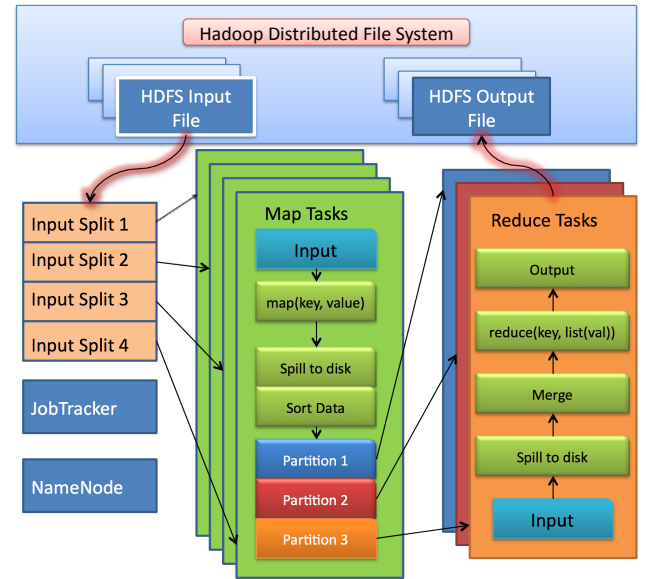 Hadoop Distributed File System
HDFS Input
File
HDFS Output
File
Input Split 1
Input Split 2
Input Split 3
Input Split 4
JobTracker
NameNode
Map Tasks
Input
map(key, value)
Spill to disk
Sort Data
Partition 1
Partition 2
Partition 3
Reduce Tasks
Output
reduce(key, list(val))
Merge
Spill to disk
Input